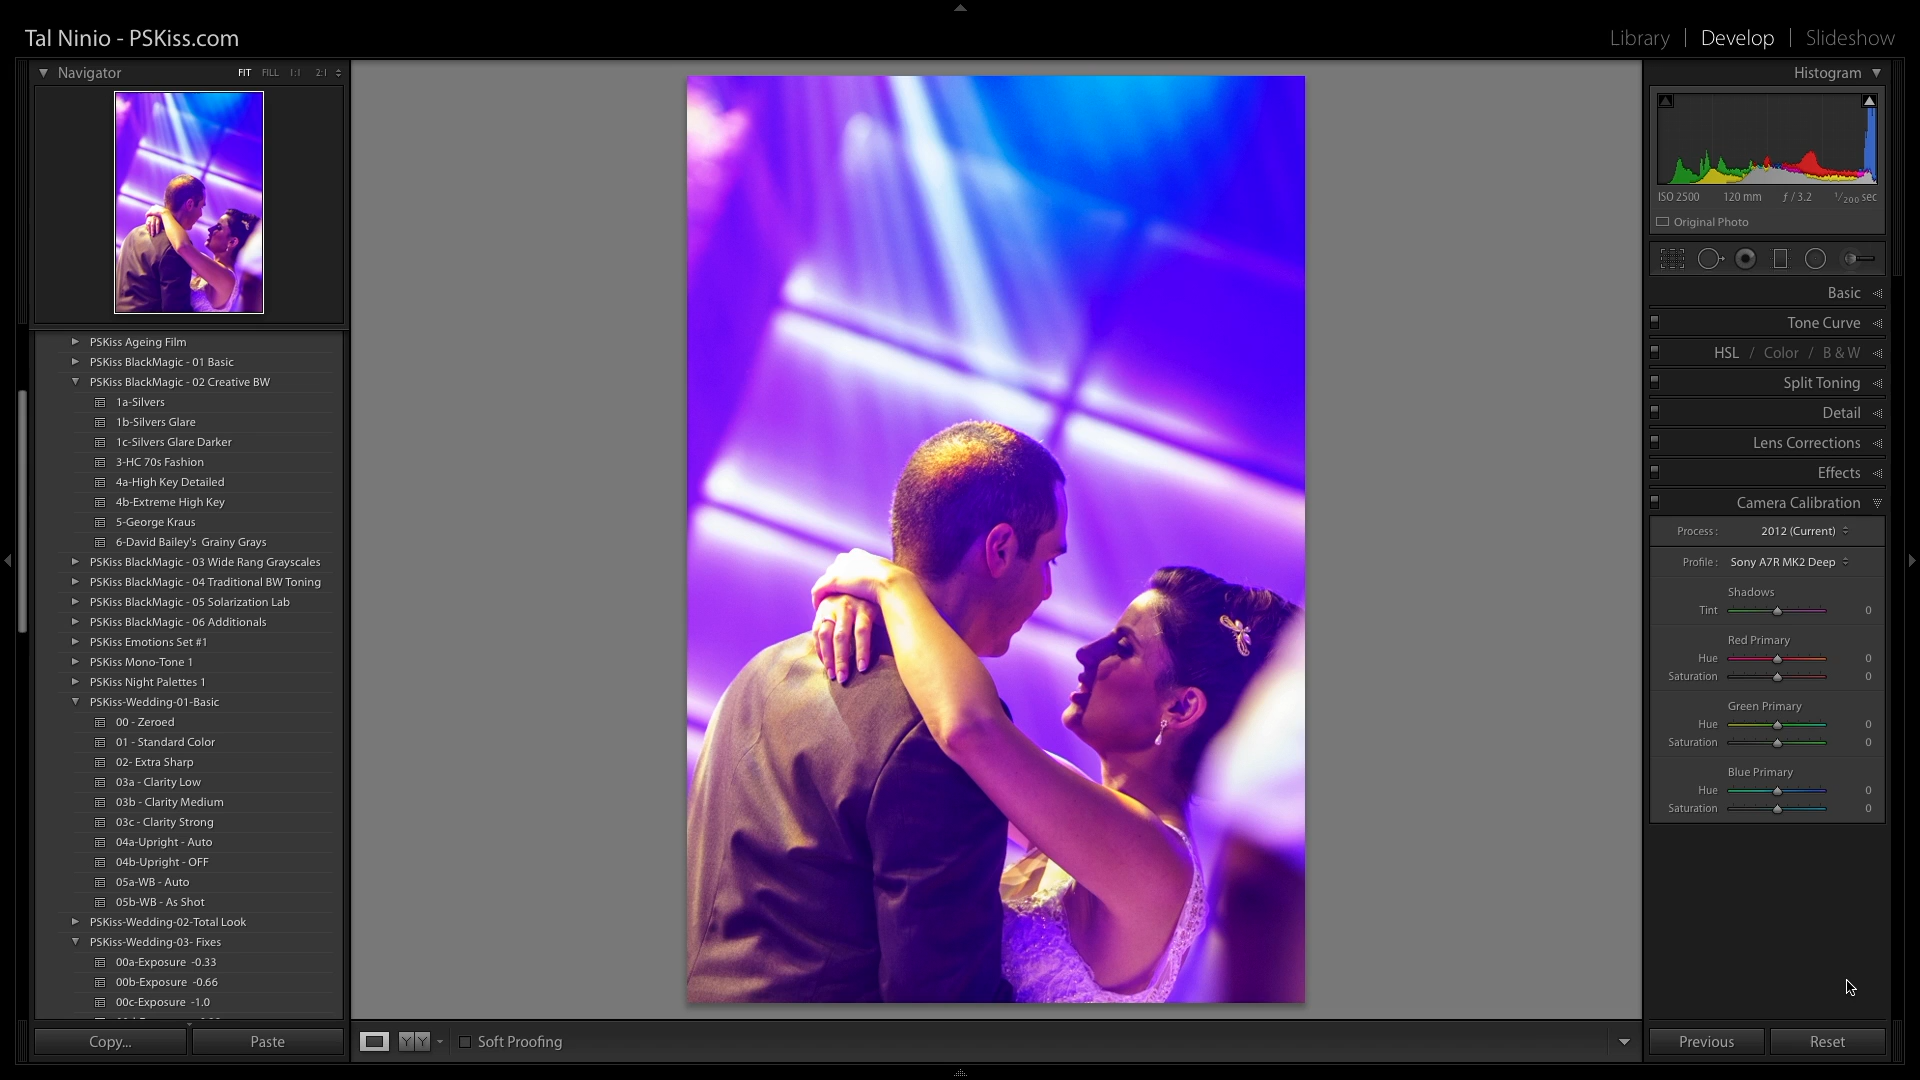 Tal Ninio - PSKiss.com
Library | Develop | Slideshow
Navigator FIT FILL 1:1 2:1
PSKiss Ageing Film
PSKiss BlackMagic - 01 Basic
PSKiss BlackMagic - 02 Creative BW
1a-Silvers
1b-Silvers Glare
1c-Silvers Glare Darker
3-HC 70s Fashion
4a-High Key Detailed
4b-Extreme High Key
5-George Kraus
6-David Bailey's Grainy Grays
PSKiss BlackMagic - 03 Wide Rang Grayscales
PSKiss BlackMagic - 04 Traditional BW Toning
PSKiss BlackMagic - 05 Solarization Lab
PSKiss BlackMagic - 06 Additionals
PSKiss Emotions Set #1
PSKiss Mono-Tone 1
PSKiss Night Palettes 1
PSKiss-Wedding-01-Basic
00 - Zeroed
01 - Standard Color
02- Extra Sharp
03a - Clarity Low
03b - Clarity Medium
03c - Clarity Strong
04a-Upright - Auto
04b-Upright - OFF
05a-WB - Auto
05b-WB - As Shot
PSKiss-Wedding-02-Total Look
PSKiss-Wedding-03- Fixes
00a-Exposure -0.33
00b-Exposure -0.66
00c-Exposure -1.0
Copy... Paste
Y Y Soft Proofing
Histogram
ISO 2500 120 mm ƒ / 3.2 1/200 sec
Original Photo
Basic
Tone Curve
HSL / Color / B & W
Split Toning
Detail
Lens Corrections
Effects
Camera Calibration
Process : 2012 (Current)
Profile : Sony A7R MK2 Deep
Shadows
Tint 0
Red Primary
Hue 0
Saturation 0
Green Primary
Hue 0
Saturation 0
Blue Primary
Hue 0
Saturation 0
Previous Reset